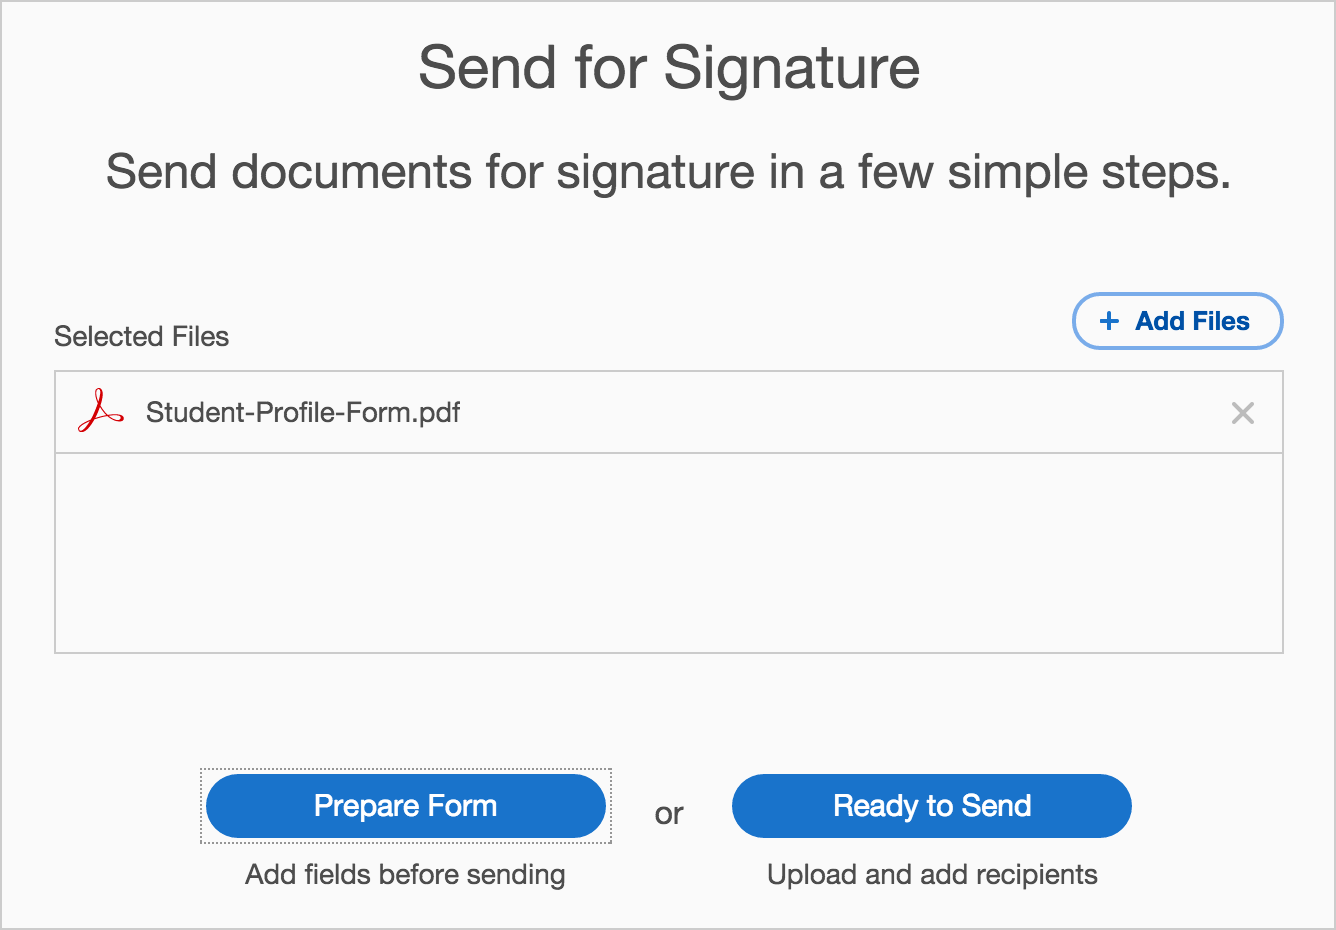 Send for Signature
Send documents for signature in a few simple steps.
Selected Files
+ Add Files
Student-Profile-Form.pdf
Prepare Form
or
Ready to Send
Add fields before sending
Upload and add recipients